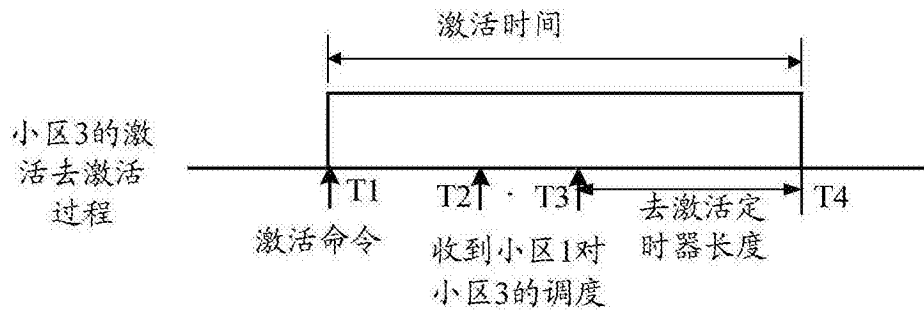 激活时间
小区3的激
活去激活
过程
T1
T2 · T3
T4
激活命令
收到小区1对
小区3的调度
去激活定
时器长度